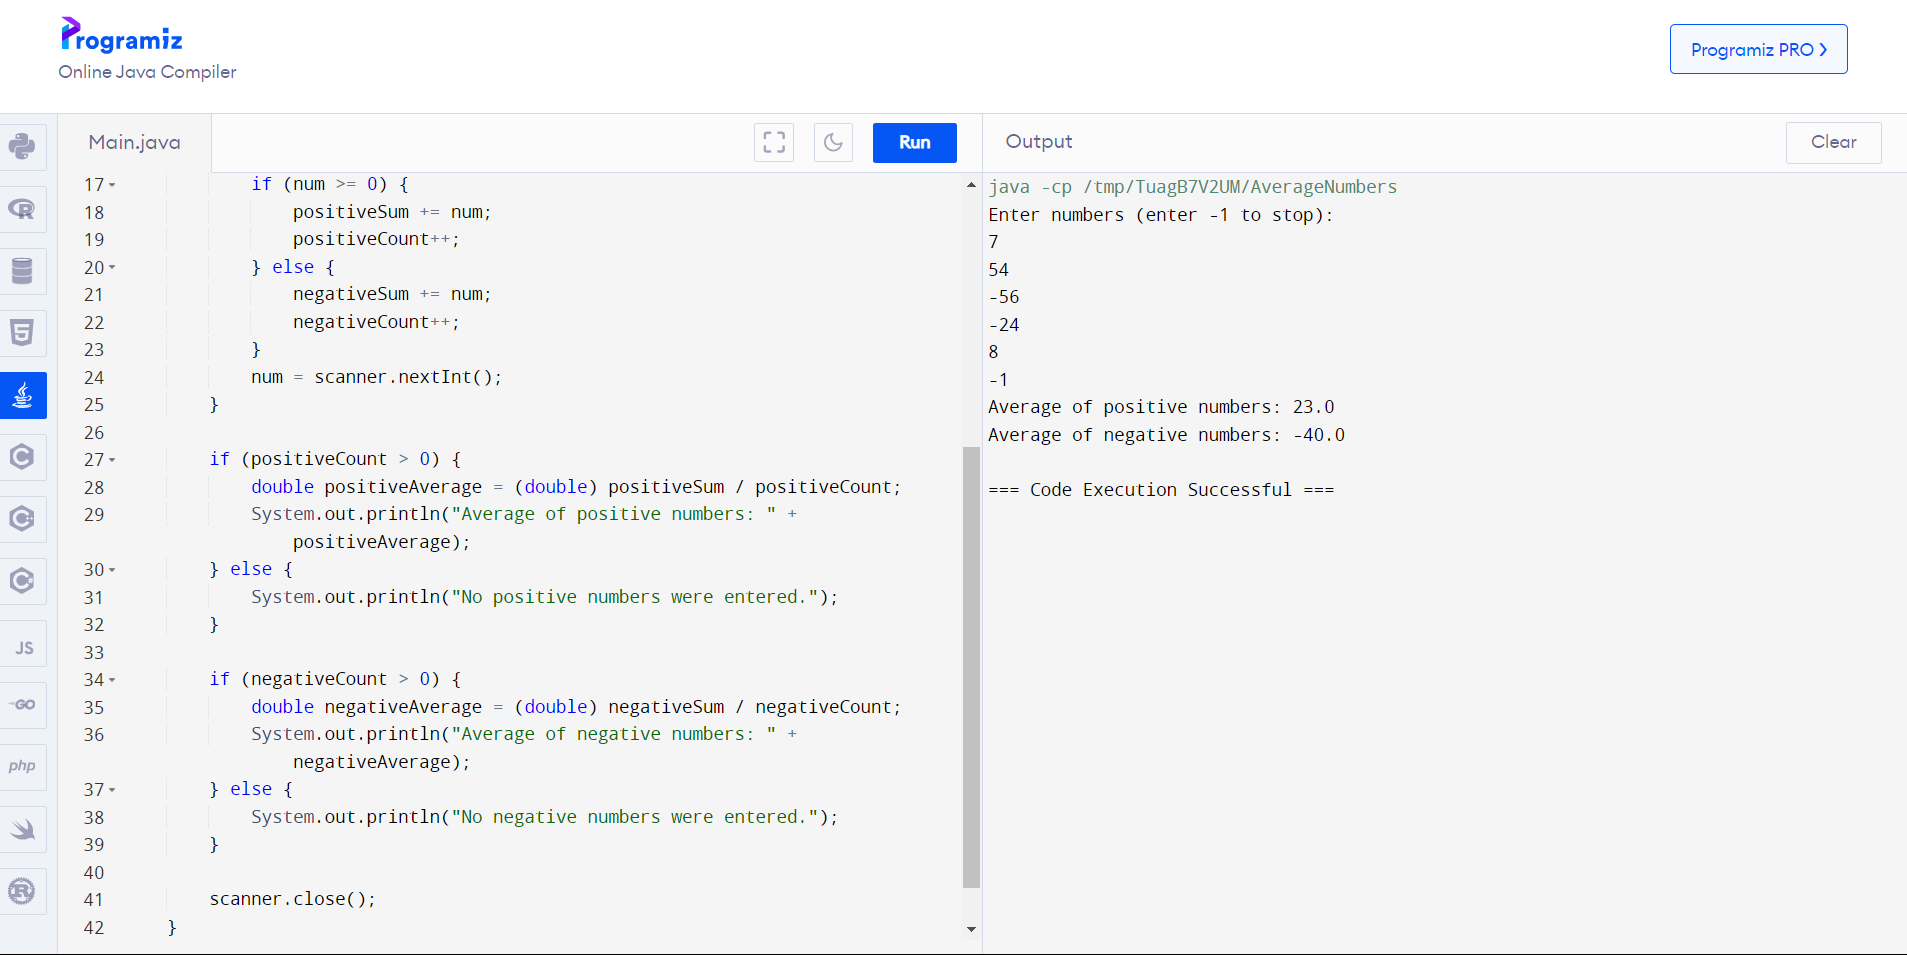 Programiz
Online Java Compiler
Programiz PRO
Main.java
Run
17 if (num >= 0) {
18 positiveSum += num;
19 positiveCount++;
20 } else {
21 negativeSum += num;
22 negativeCount++;
23 }
24 num = scanner.nextInt();
25 }
26
27 if (positiveCount > 0) {
28 double positiveAverage = (double) positiveSum / positiveCount;
29 System.out.println("Average of positive numbers: " +
positiveAverage);
30 } else {
31 System.out.println("No positive numbers were entered.");
32 }
33
34 if (negativeCount > 0) {
35 double negativeAverage = (double) negativeSum / negativeCount;
36 System.out.println("Average of negative numbers: " +
negativeAverage);
37 } else {
38 System.out.println("No negative numbers were entered.");
39 }
40
41 scanner.close();
42 }
Output
Clear
java -cp /tmp/TuagB7V2UM/AverageNumbers
Enter numbers (enter -1 to stop):
7
54
-56
-24
8
-1
Average of positive numbers: 23.0
Average of negative numbers: -40.0
=== Code Execution Successful ===
R
5
C
C
C
JS
GO
php
R